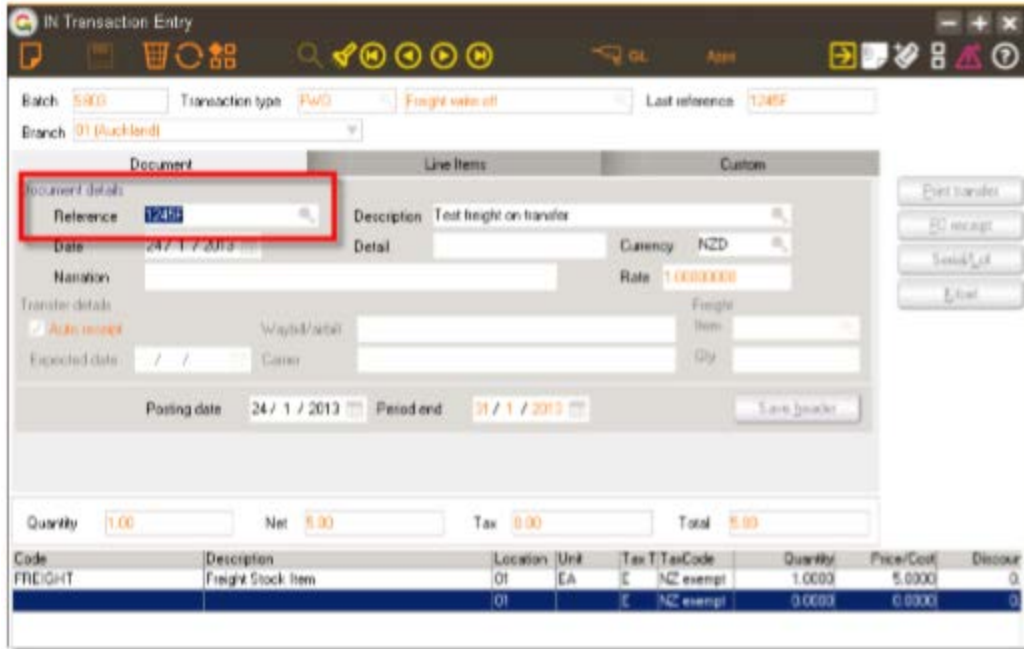 IN Transaction Entry
GL Apps
Batch Transaction type FWO Freight write off Last reference 1245F
Branch 01 (Auckland)
Document Line Items Custom
Document details
Reference 1245F Description Test freight on transfer
Date 24 / 1 / 2013 Detail Currency NZD
Narration Rate 1.00000000
Transfer details Freight
Auto receipt Waybill/airbill Item
Expected date / / Carrier Qty
Posting date 24 / 1 / 2013 Period end 31 / 1 / 2013 Save header
Print transfer
PO receipt
Serial/Lot
Quantity 1.00 Net 5.00 Tax 0.00 Total 5.00
Code Description Location Unit Tax T TaxCode Quantity Price/Cost Discour
FREIGHT Freight Stock Item 01 EA E NZ exempt 1.0000 5.0000 0.
01 E NZ exempt 0.0000 0.0000 0.